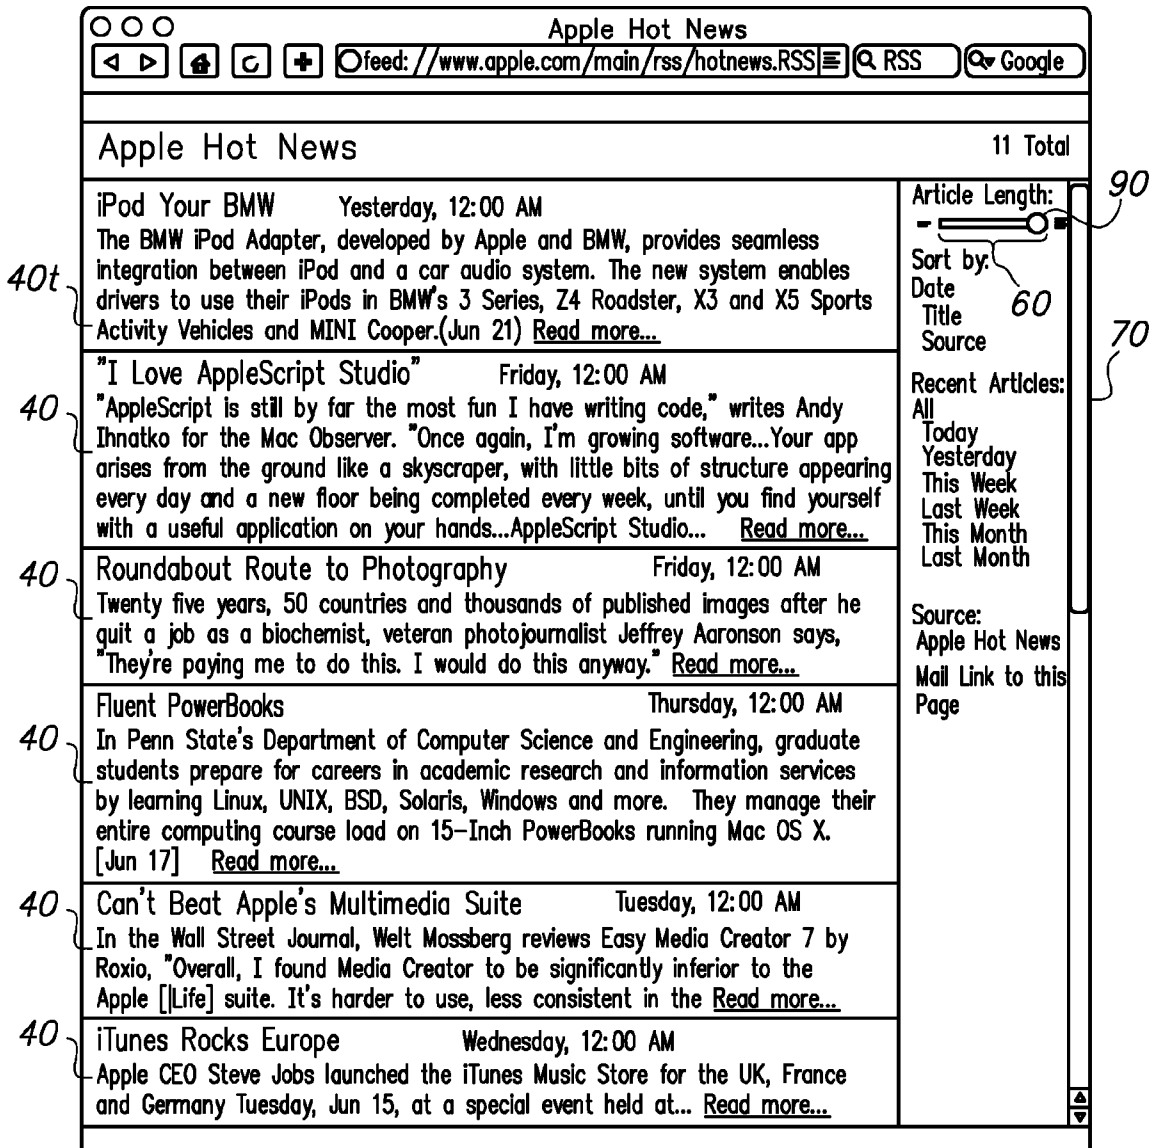 Apple Hot News
feed: //www.apple.com/main/rss/hotnews.RSS
RSS
Google
Apple Hot News
11 Total
iPod Your BMW Yesterday, 12:00 AM
The BMW iPod Adapter, developed by Apple and BMW, provides seamless
integration between iPod and a car audio system. The new system enables
drivers to use their iPods in BMW's 3 Series, Z4 Roadster, X3 and X5 Sports
Activity Vehicles and MINI Cooper.(Jun 21) Read more...
40t
"I Love AppleScript Studio" Friday, 12:00 AM
"AppleScript is still by far the most fun I have writing code," writes Andy
Ihnatko for the Mac Observer. "Once again, I'm growing software...Your app
arises from the ground like a skyscraper, with little bits of structure appearing
every day and a new floor being completed every week, until you find yourself
with a useful application on your hands...AppleScript Studio... Read more...
40
Roundabout Route to Photography Friday, 12:00 AM
Twenty five years, 50 countries and thousands of published images after he
quit a job as a biochemist, veteran photojournalist Jeffrey Aaronson says,
"They're paying me to do this. I would do this anyway." Read more...
40
Fluent PowerBooks Thursday, 12:00 AM
In Penn State's Department of Computer Science and Engineering, graduate
students prepare for careers in academic research and information services
by learning Linux, UNIX, BSD, Solaris, Windows and more. They manage their
entire computing course load on 15-Inch PowerBooks running Mac OS X.
[Jun 17] Read more...
40
Can't Beat Apple's Multimedia Suite Tuesday, 12:00 AM
In the Wall Street Journal, Welt Mossberg reviews Easy Media Creator 7 by
Roxio, "Overall, I found Media Creator to be significantly inferior to the
Apple [|Life] suite. It's harder to use, less consistent in the Read more...
40
iTunes Rocks Europe Wednesday, 12:00 AM
Apple CEO Steve Jobs launched the iTunes Music Store for the UK, France
and Germany Tuesday, Jun 15, at a special event held at... Read more...
40
Article Length:
90
60
Sort by:
Date
Title
Source
70
Recent Articles:
All
Today
Yesterday
This Week
Last Week
This Month
Last Month
Source:
Apple Hot News
Mail Link to this
Page